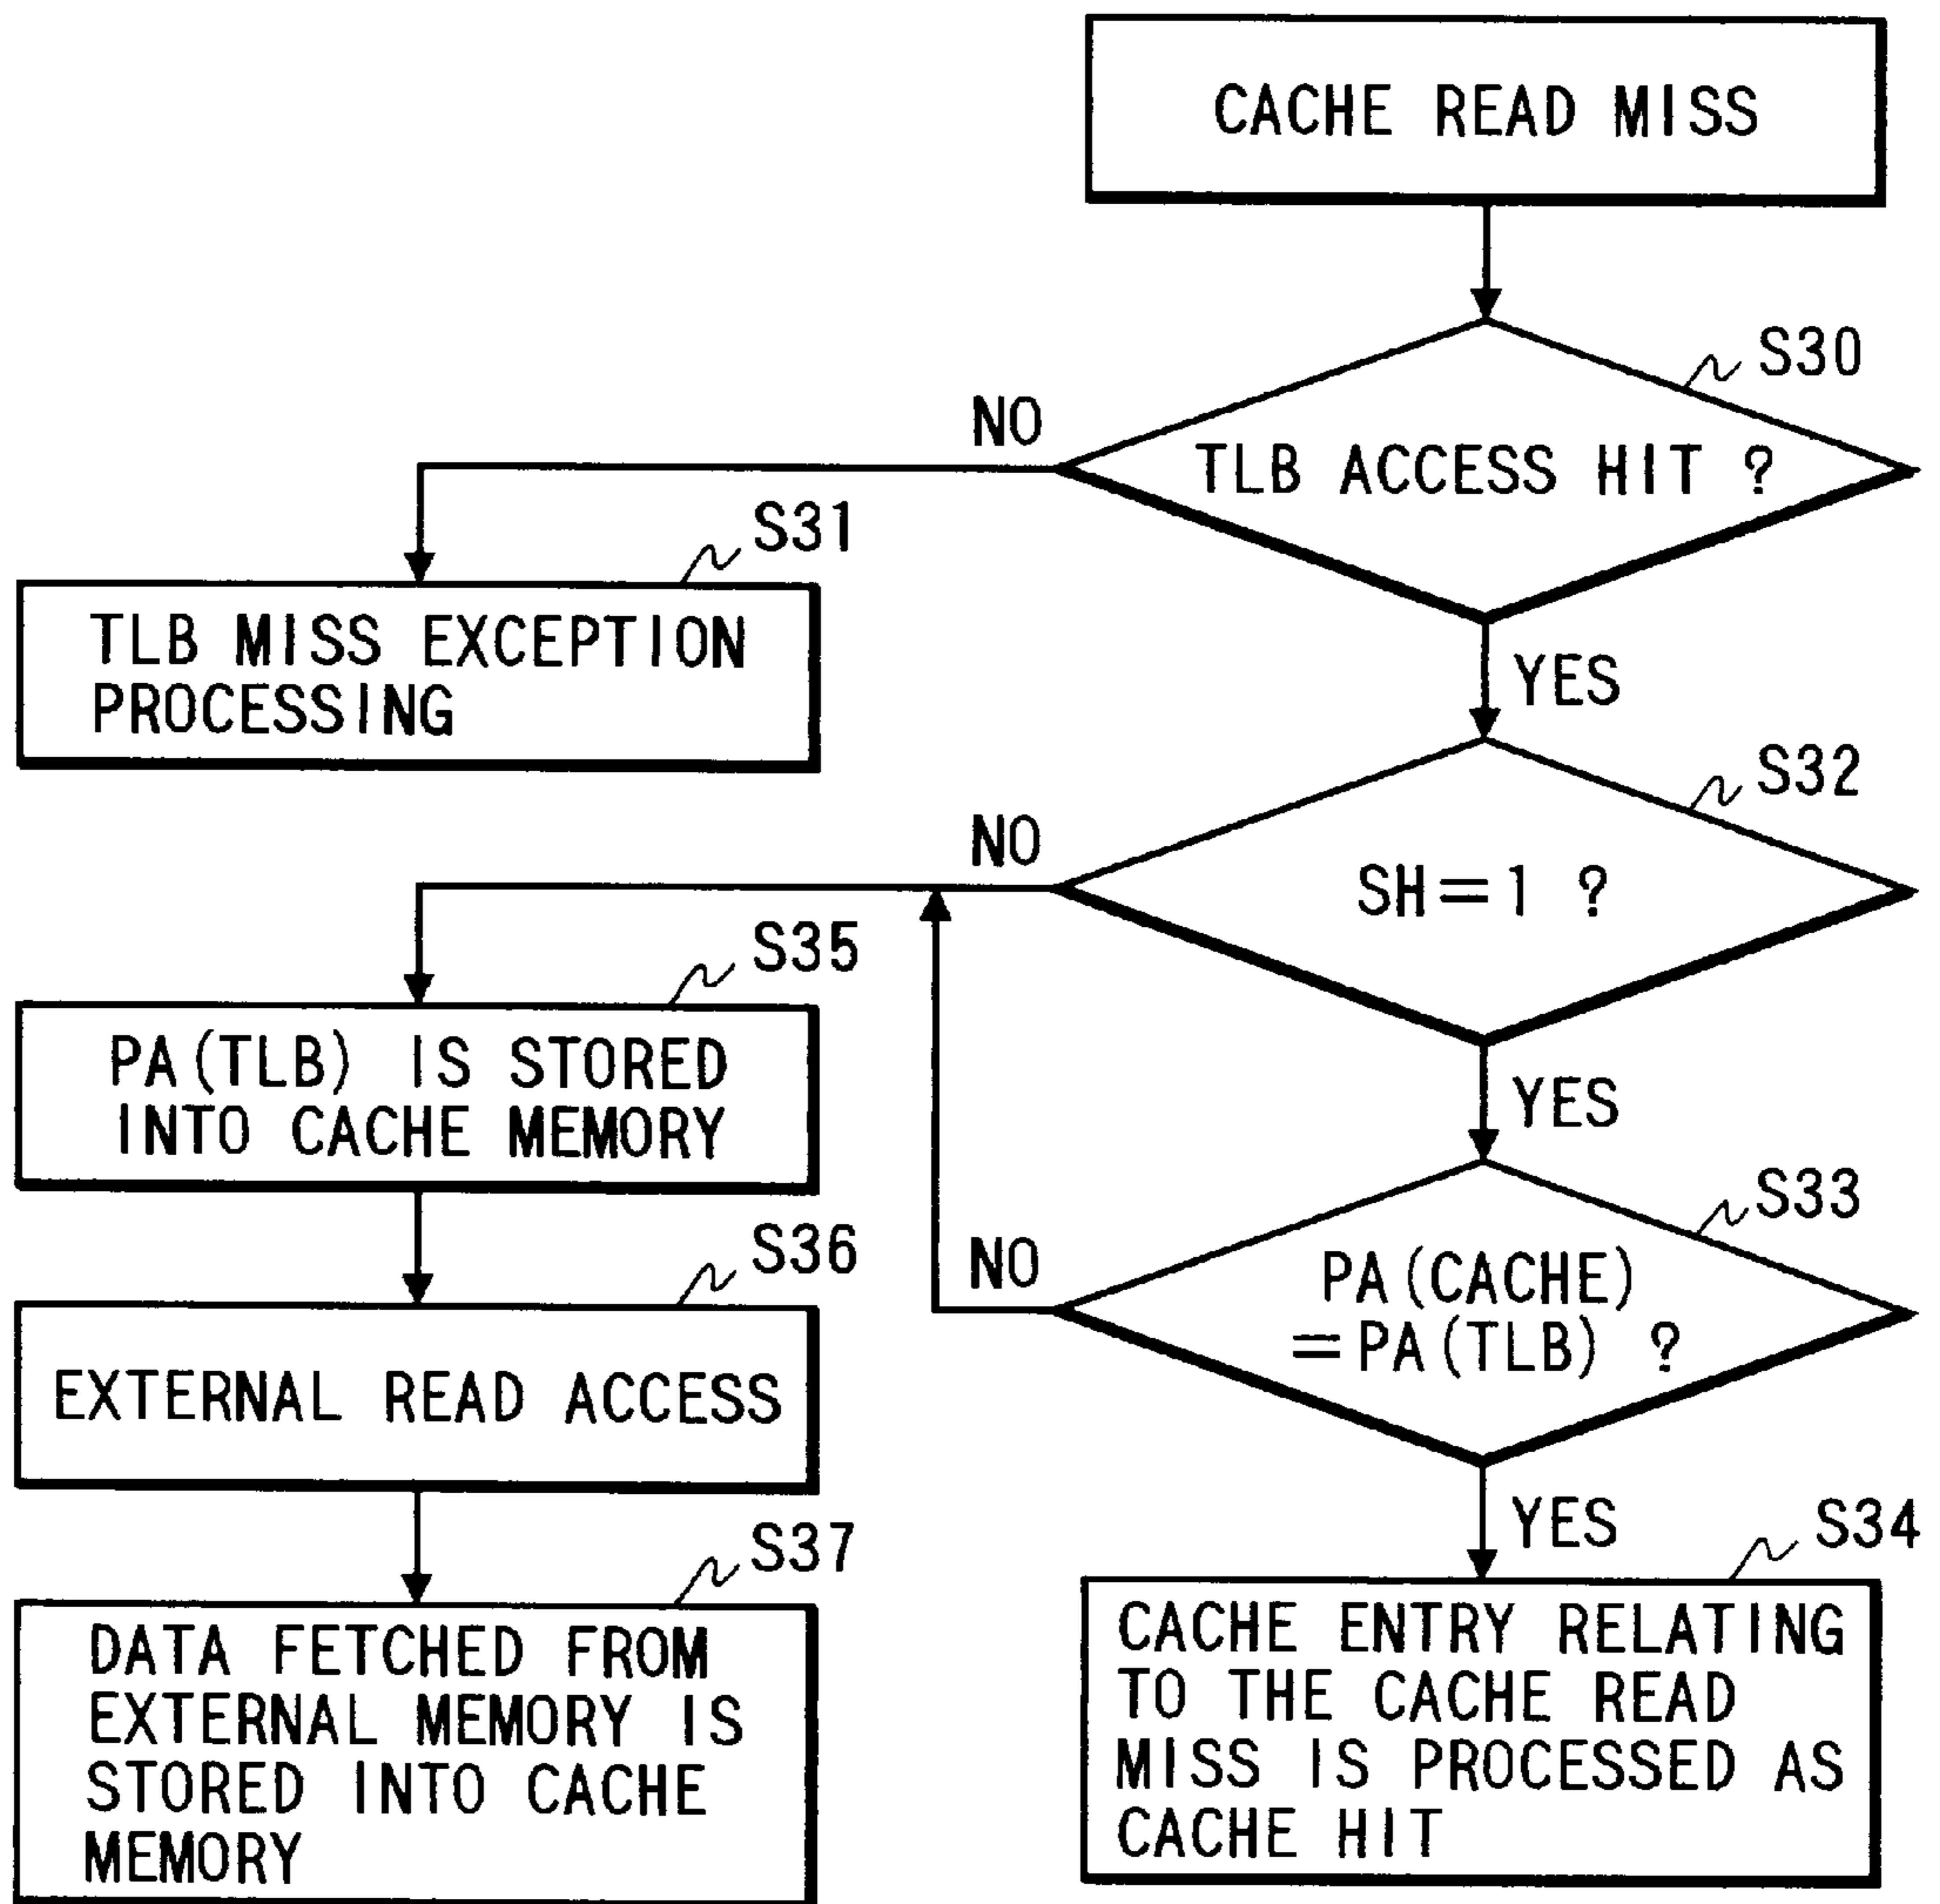 CACHE READ MISS
S30
NO
TLB ACCESS HIT ?
S31
TLB MISS EXCEPTION
PROCESSING
YES
S32
NO
SH=1 ?
S35
PA(TLB) IS STORED
INTO CACHE MEMORY
YES
S33
S36
NO
PA(CACHE)
=PA(TLB) ?
EXTERNAL READ ACCESS
S37
YES
S34
DATA FETCHED FROM
EXTERNAL MEMORY IS
STORED INTO CACHE
MEMORY
CACHE ENTRY RELATING
TO THE CACHE READ
MISS IS PROCESSED AS
CACHE HIT